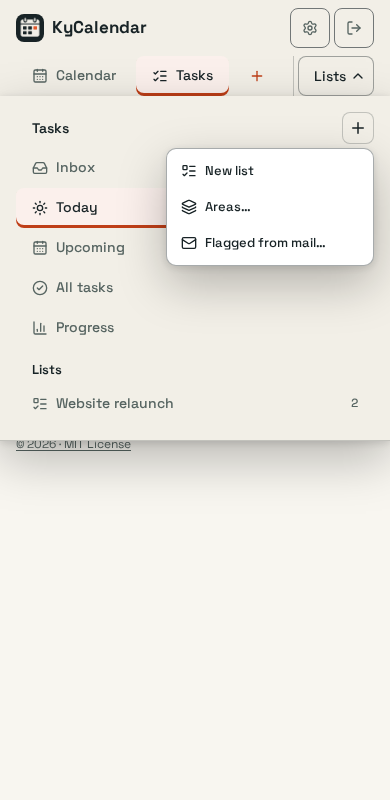 KyCalendar
Calendar
Tasks
Lists
Tasks
Inbox
New list
Today
Areas…
Upcoming
Flagged from mail…
All tasks
Progress
Lists
Website relaunch 2
© 2026 · MIT License